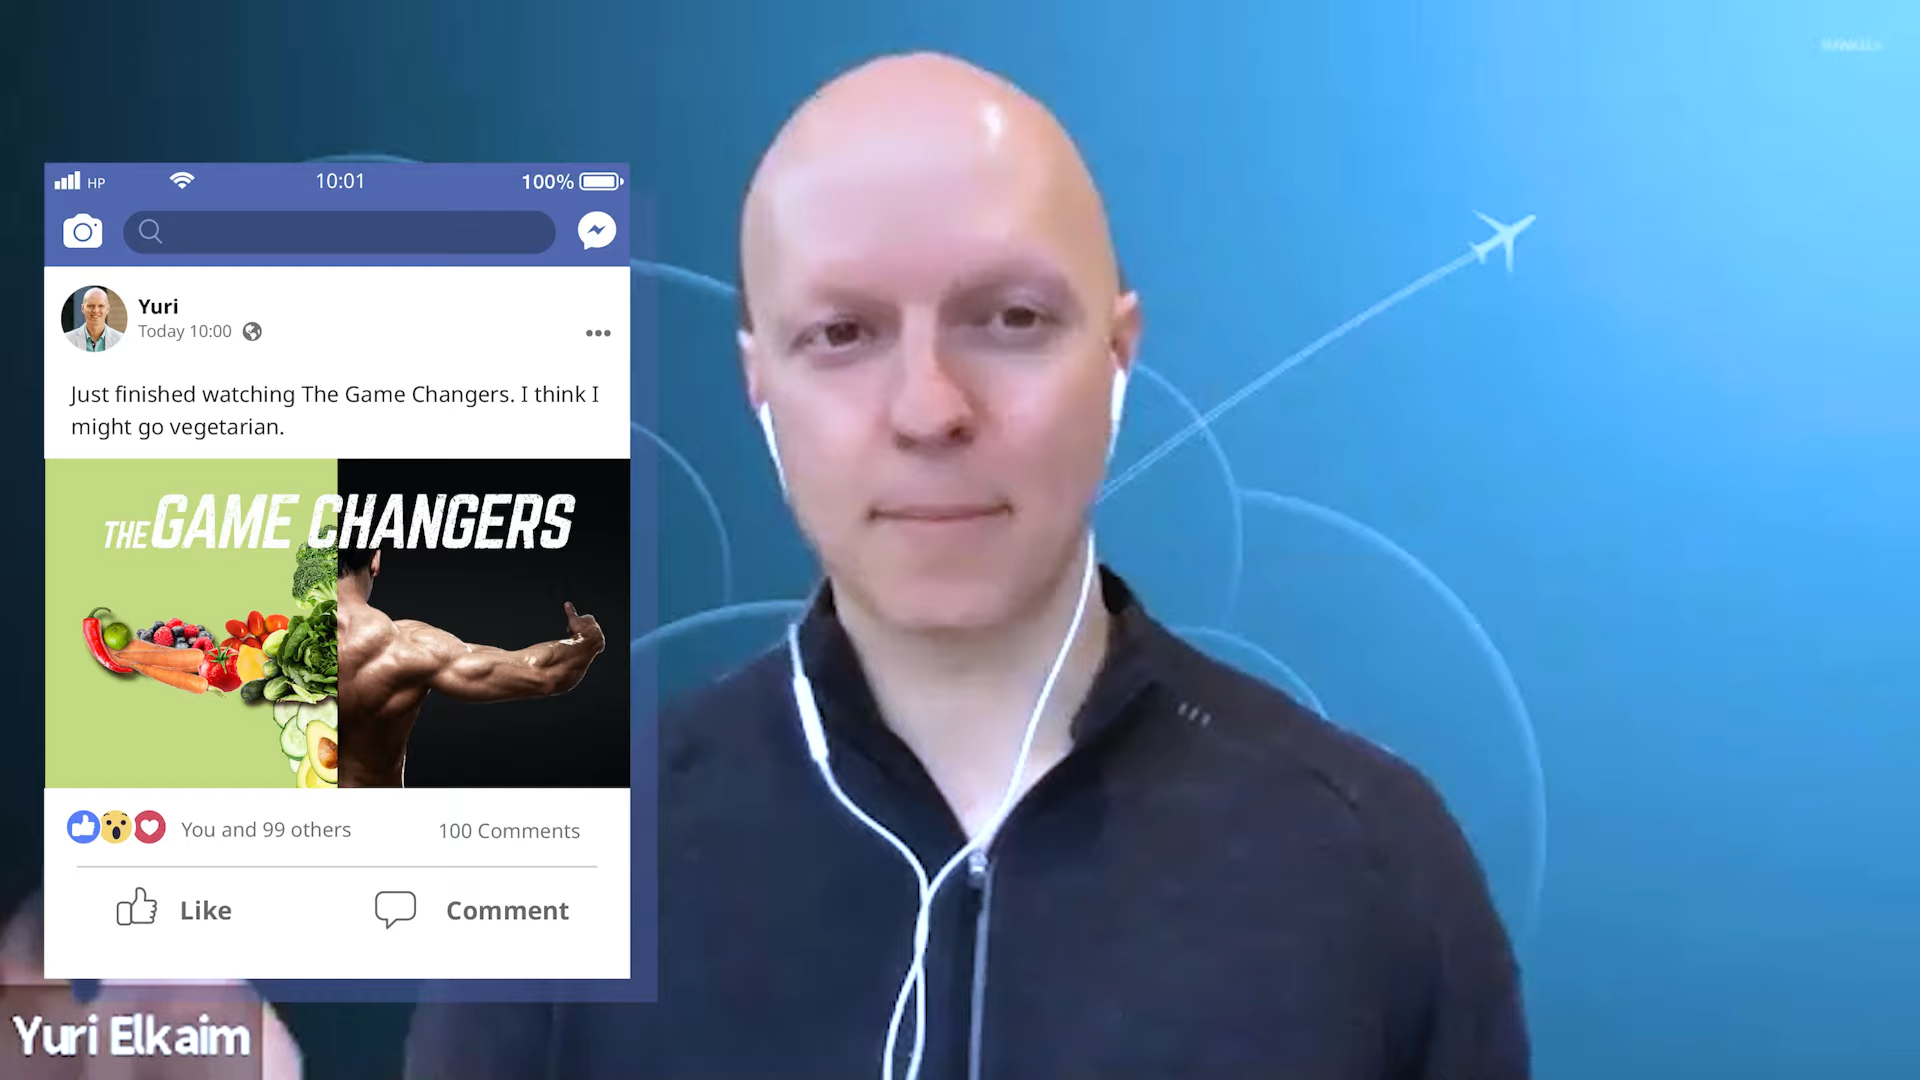 HP 10:01 100%
Yuri
Today 10:00
Just finished watching The Game Changers. I think I
might go vegetarian.
THE GAME CHANGERS
You and 99 others 100 Comments
Like Comment
Yuri Elkaim